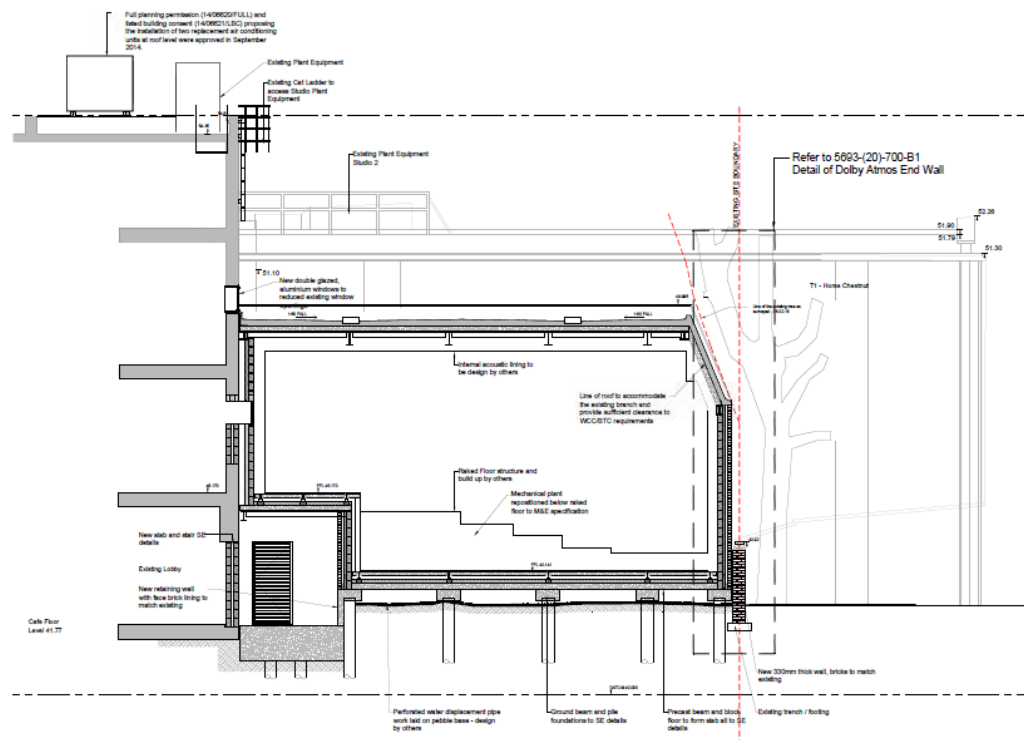 Full planning permission (14/06620/FULL) and
listed building consent (14/06621/LBC) proposing
the installation of two replacement air conditioning
units at roof level were approved in September
2014.
Existing Plant Equipment
Existing Cat Ladder to
access Studio Plant
Equipment
Existing Plant Equipment
Studio 2
EXISTING SITE BOUNDARY
Refer to 5693-(20)-700-B1
Detail of Dolby Atmos End Wall
52.26
51.90
51.79
51.30
51.10
New double glazed,
aluminium windows to
reduced existing window
T1 - Horse Chestnut
1:60 FALL
1:60 FALL
Internal acoustic lining to
be design by others
Line of roof to accommodate
the existing branch and
provide sufficient clearance to
WCC/BTC requirements
Raked Floor structure and
build up by others
Mechanical plant
repositioned below raked
floor to M&E specification
New slab and stair SE
details
Existing Lobby
New retaining wall
with face brick lining to
match existing
Cafe Floor
Level 41.77
New 330mm thick wall, bricks to match
existing
Existing trench / footing
Perforated water displacement pipe
work laid on pebble base - design
by others
Ground beam and pile
foundations to SE details
Precast beam and block
floor to form slab all to SE
details